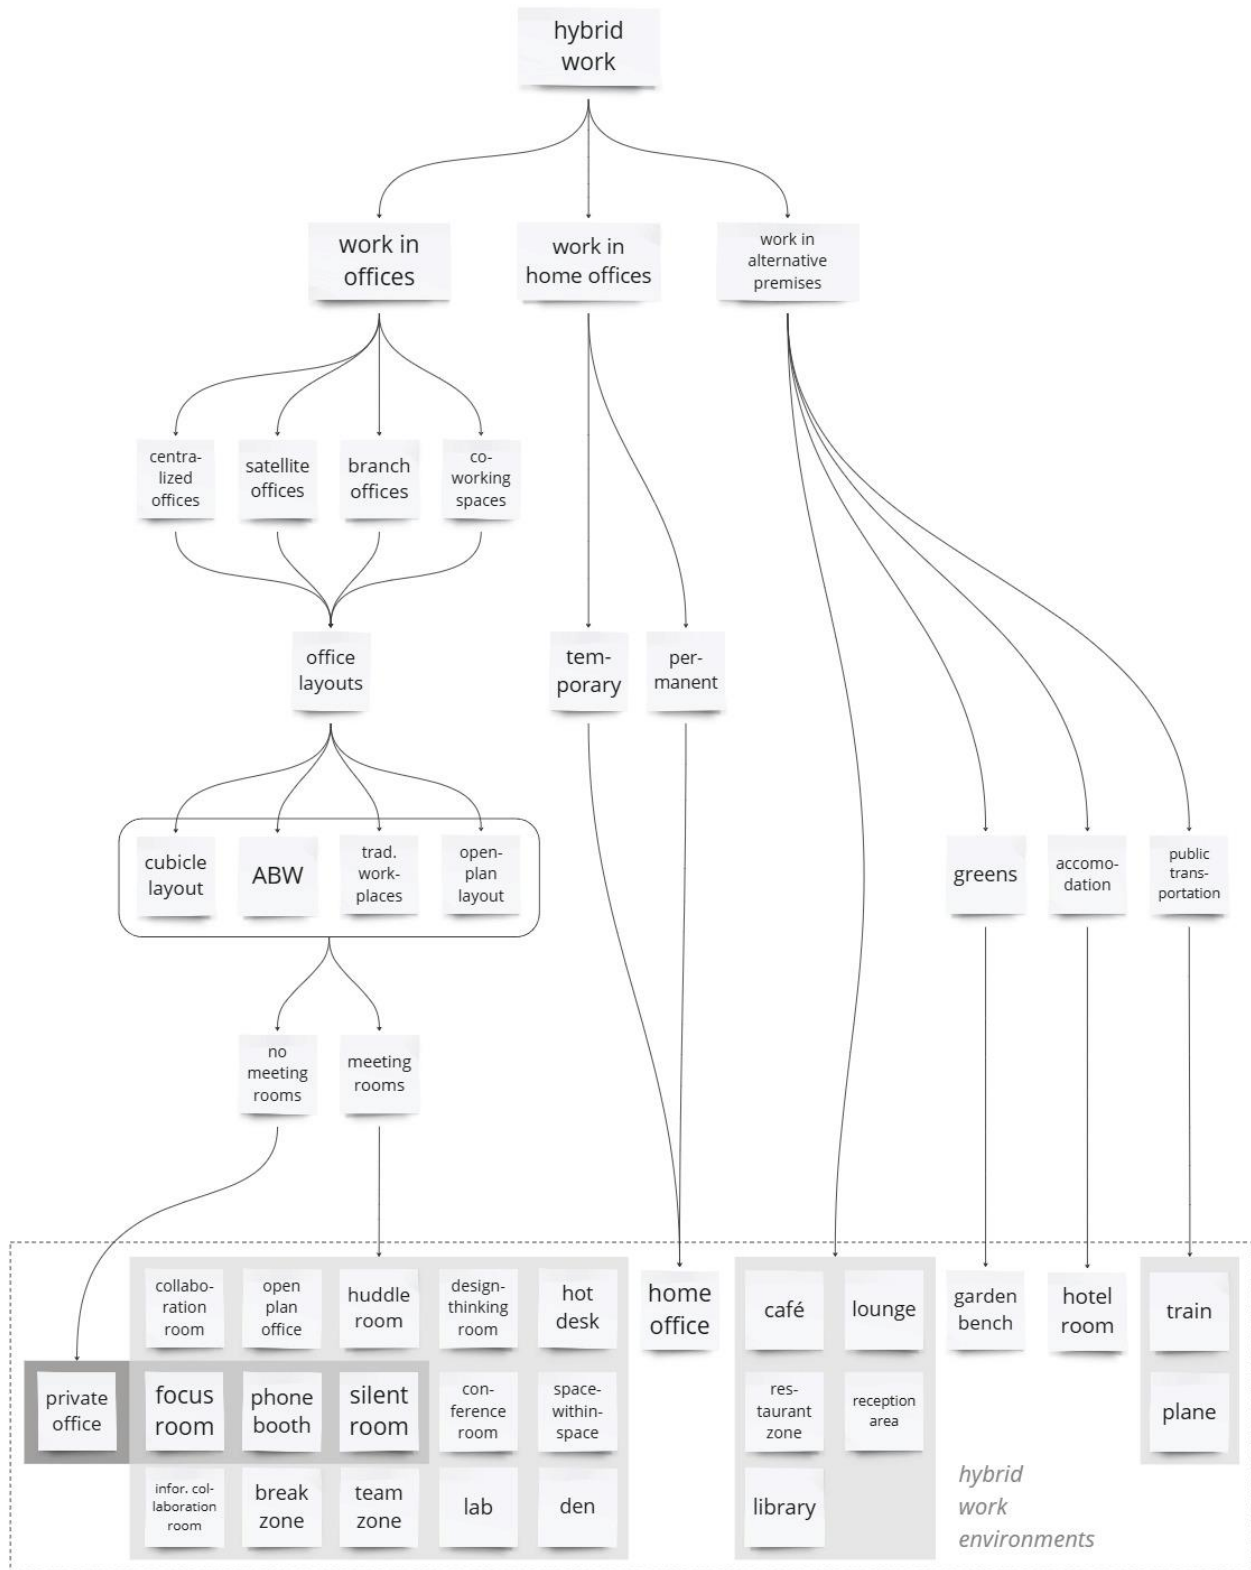 hybrid
work
work in
offices
work in
home offices
work in
alternative
premises
centra-
lized
offices
satellite
offices
branch
offices
co-
working
spaces
office
layouts
tem-
porary
per-
manent
cubicle
layout
ABW
trad.
work-
places
open-
plan
layout
greens
accomo-
dation
public
trans-
portation
no
meeting
rooms
meeting
rooms
collabo-
ration
room
open
plan
office
huddle
room
design-
thinking
room
hot
desk
home
office
café
lounge
garden
bench
hotel
room
train
private
office
focus
room
phone
booth
silent
room
con-
ference
room
space-
within-
space
res-
taurant
zone
reception
area
plane
infor. col-
laboration
room
break
zone
team
zone
lab
den
library
hybrid
work
environments